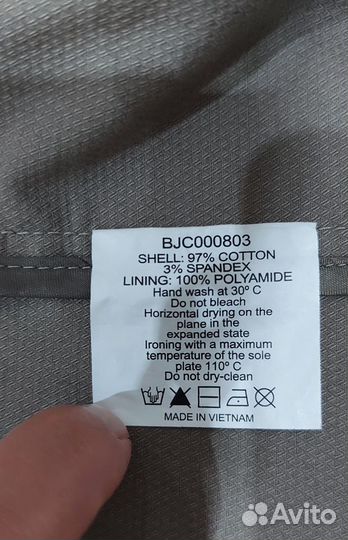 BJC000803
SHELL: 97% COTTON
3% SPANDEX
LINING: 100% POLYAMIDE
Hand wash at 30º C
Do not bleach
Horizontal drying on the
plane in the
expanded state
Ironing with a maximum
temperature of the sole
plate 110º C
Do not dry-clean
MADE IN VIETNAM
Avito